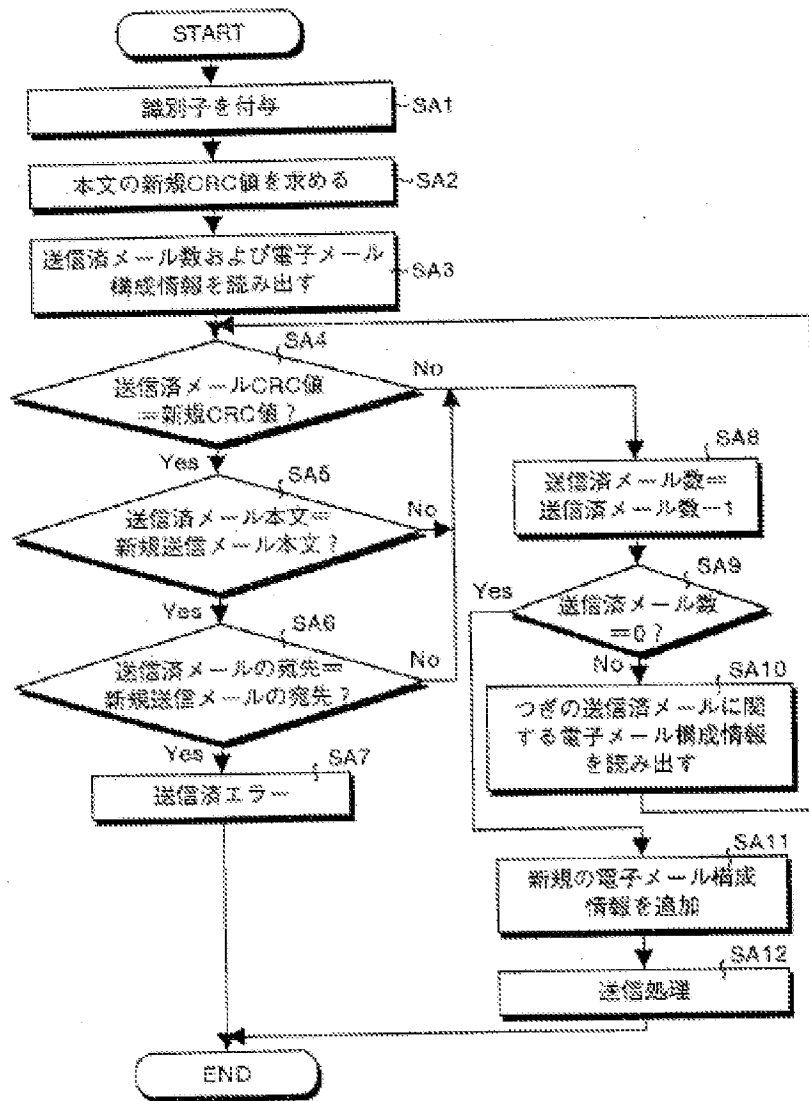 START
識別子を付与
SA1
本文の新規CRC値を求める
SA2
送信済メール数および電子メール
構成情報を読み出す
SA3
SA4
送信済メールCRC値
=新規CRC値?
No
Yes
SA5
送信済メール本文=
新規送信メール本文?
No
Yes
SA6
送信済メールの宛先=
新規送信メールの宛先?
No
Yes
SA7
送信済エラー
SA8
送信済メール数=
送信済メール数-1
SA9
送信済メール数
=0?
Yes
No
SA10
つぎの送信済メールに関
する電子メール構成情報
を読み出す
SA11
新規の電子メール構成
情報を追加
SA12
送信処理
END